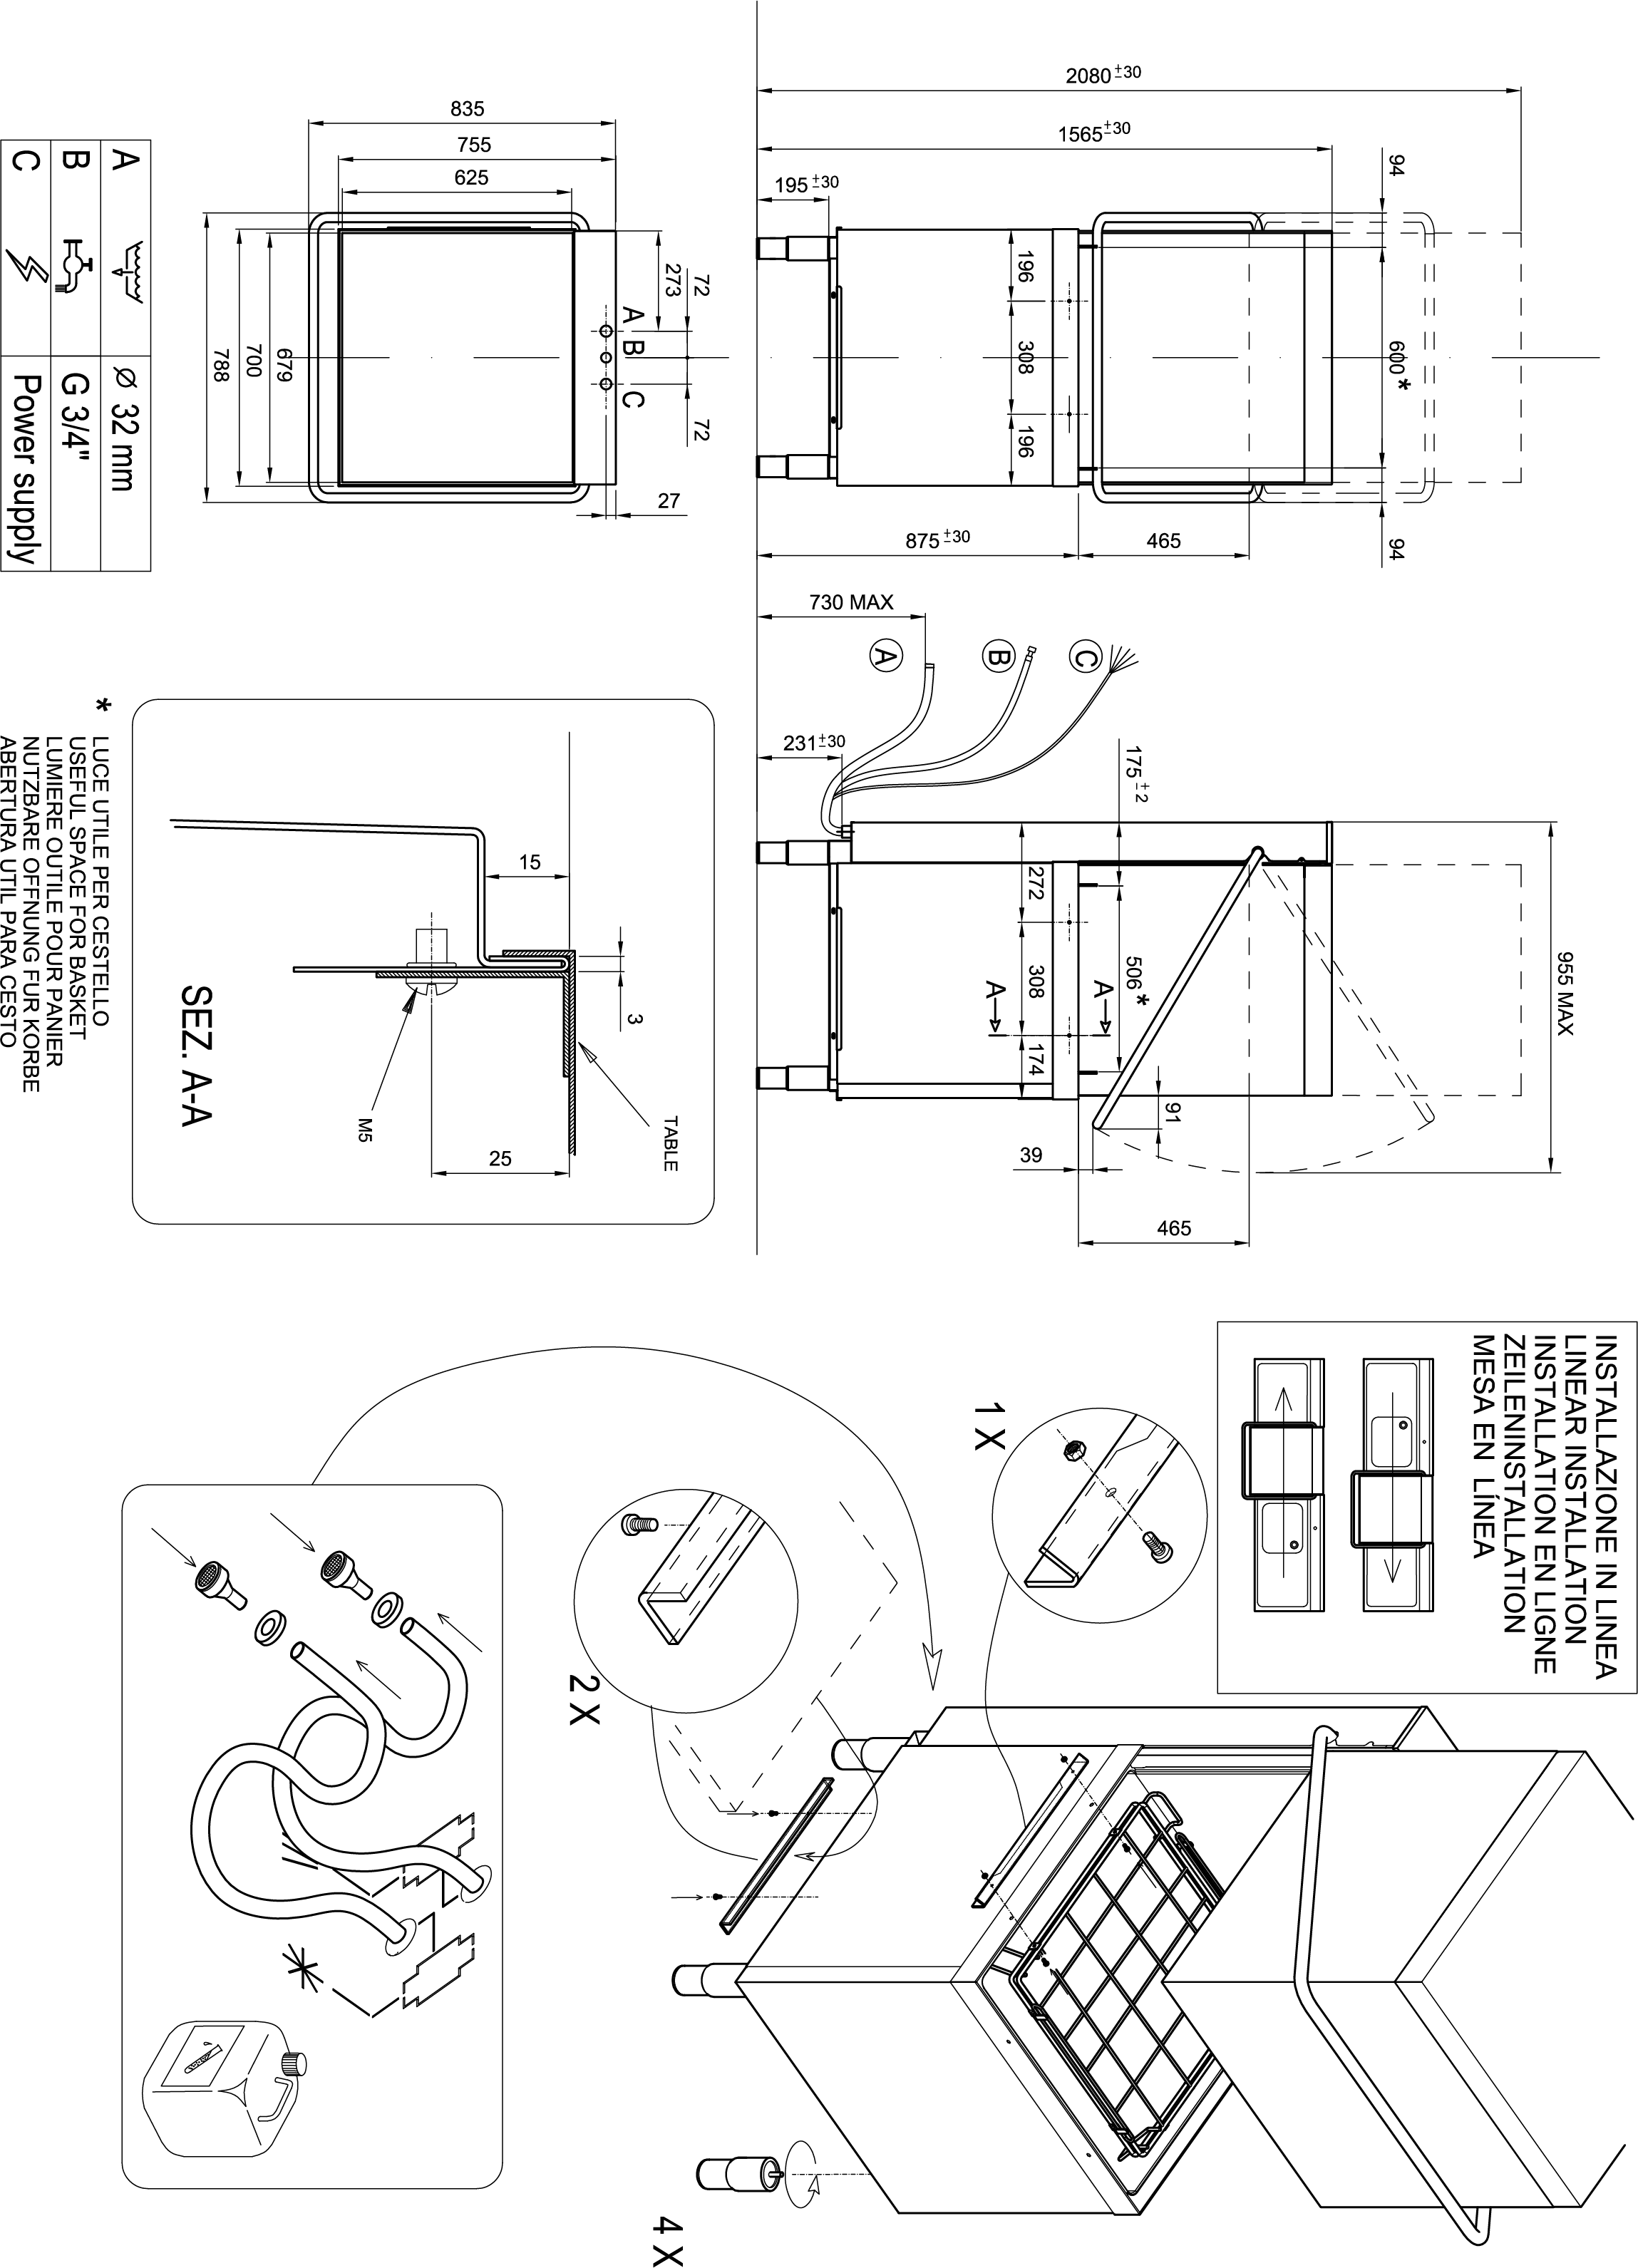 2080 ±30
1565 ±30
195 ±30
94
600 *
94
196
308
196
875 ±30
465
835
755
625
72
273
72
A
B
C
27
679
700
788
A
Ø 32 mm
B
G 3/4"
C
Power supply
730 MAX
A
B
C
231 ±30
175 ±2
272
308
174
506 *
A
A
955 MAX
91
39
465
15
3
TABLE
M5
25
SEZ. A-A
* LUCE UTILE PER CESTELLO
USEFUL SPACE FOR BASKET
LUMIERE OUTILE POUR PANIER
NUTZBARE OFFNUNG FUR KORBE
ABERTURA UTIL PARA CESTO
INSTALLAZIONE IN LINEA
LINEAR INSTALLATION
INSTALLATION EN LIGNE
ZEILENINSTALLATION
MESA EN LÍNEA
1 X
2 X
4 X
*